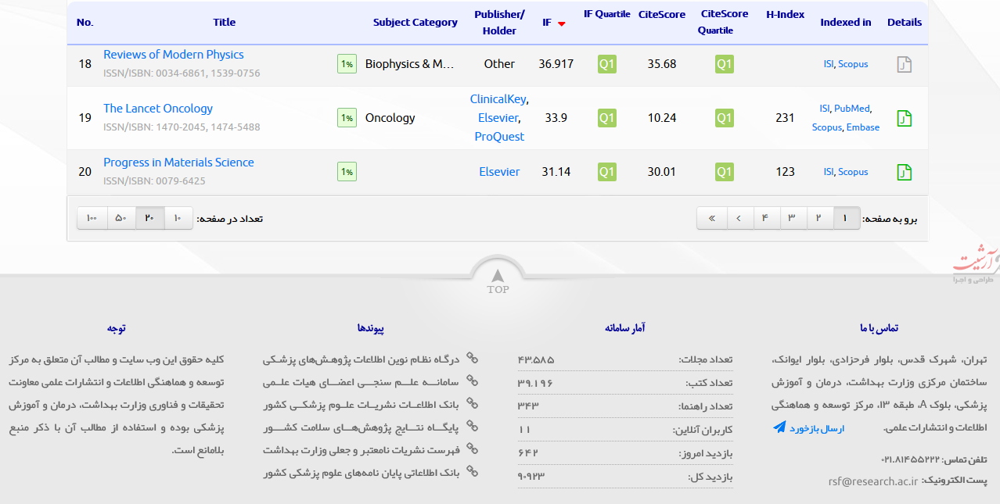 No. Title Subject Category Publisher/ Holder IF IF Quartile CiteScore CiteScore Quartile H-Index Indexed in Details
18 Reviews of Modern Physics 1% Biophysics & M... Other 36.917 Q1 35.68 Q1 ISI, Scopus
ISSN/ISBN: 0034-6861, 1539-0756
ClinicalKey,
19 The Lancet Oncology 1% Oncology Elsevier, 33.9 Q1 10.24 Q1 231 ISI, PubMed,
ISSN/ISBN: 1470-2045, 1474-5488 ProQuest Scopus, Embase
20 Progress in Materials Science 1% Elsevier 31.14 Q1 30.01 Q1 123 ISI, Scopus
ISSN/ISBN: 0079-6425
برو به صفحه: ۱ ۲ ۳ ۴ > »
تعداد در صفحه: ۱۰ ۲۰ ۵۰ ۱۰۰
آرشیت
طراحی و اجرا
TOP
تماس با ما
تهران، شهرک قدس، بلوار فرحزادی، بلوار ایوانک،
ساختمان مرکزی وزارت بهداشت، درمان و آموزش
پزشکی، بلوک A، طبقه ۱۳، مرکز توسعه و هماهنگی
اطلاعات و انتشارات علمی. ارسال بازخورد
تلفن تماس: ۰۲۱.۸۱۴۵۵۲۲۲
پست الکترونیک: rsf@research.ac.ir
آمار سامانه
تعداد مجلات: ۴۳.۵۸۵
تعداد کتب: ۳۹.۱۹۶
تعداد راهنما: ۳۴۳
کاربران آنلاین: ۱۱
بازدید امروز: ۶۴۲
بازدید کل: ۹۰۹۲۳
پیوندها
درگاه نظام نوین اطلاعات پژوهش‌های پزشکی
سامانه علم سنجی اعضای هیات علمی
بانک اطلاعات نشریات علوم پزشکی کشور
پایگاه نتایج پژوهش‌های سلامت کشور
فهرست نشریات نامعتبر و جعلی وزارت بهداشت
بانک اطلاعاتی پایان نامه‌های علوم پزشکی کشور
توجه
کلیه حقوق این وب سایت و مطالب آن متعلق به مرکز
توسعه و هماهنگی اطلاعات و انتشارات علمی معاونت
تحقیقات و فناوری وزارت بهداشت، درمان و آموزش
پزشکی بوده و استفاده از مطالب آن با ذکر منبع
بلامانع است.